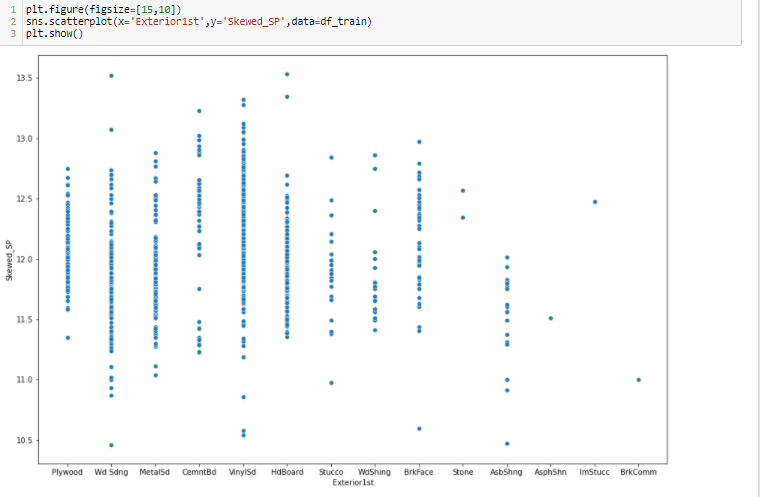 1 plt.figure(figsize=[15,10])
2 sns.scatterplot(x='Exterior1st',y='Skewed_SP',data=df_train)
3 plt.show()
13.5
13.0
12.5
12.0
11.5
11.0
10.5
Skewed_SP
Plywood Wd Sdng MetalSd CemntBd VinylSd HdBoard Stucco WdShing BrkFace Stone AsbShng AsphShn ImStucc BrkComm
Exterior1st